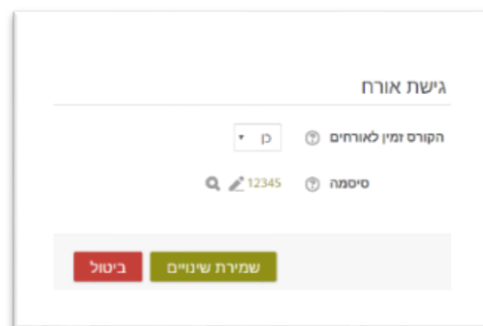 גישת אורח
הקורס זמין לאורחים כן
סיסמה 12345
שמירת שינויים ביטול